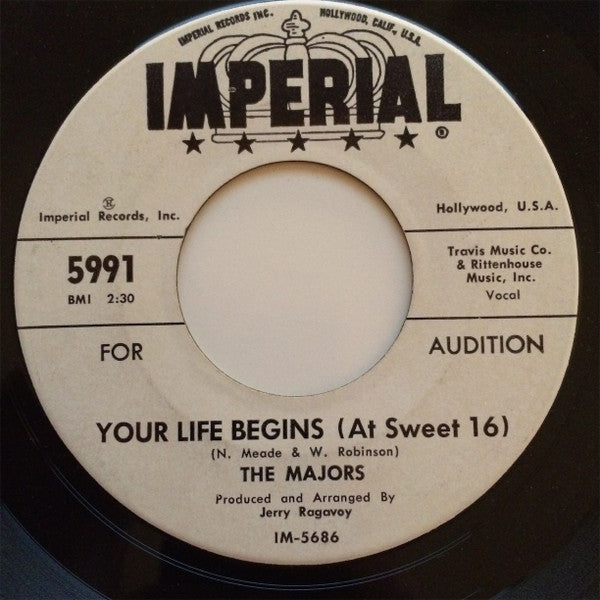 IMPERIAL RECORDS INC. HOLLYWOOD, CALIF., U.S.A.
IMPERIAL
®
Imperial Records, Inc.
Hollywood, U.S.A.
5991
BMI 2:30
Travis Music Co.
& Rittenhouse
Music, Inc.
Vocal
FOR AUDITION
YOUR LIFE BEGINS (At Sweet 16)
(N. Meade & W. Robinson)
THE MAJORS
Produced and Arranged By
Jerry Ragavoy
IM-5686